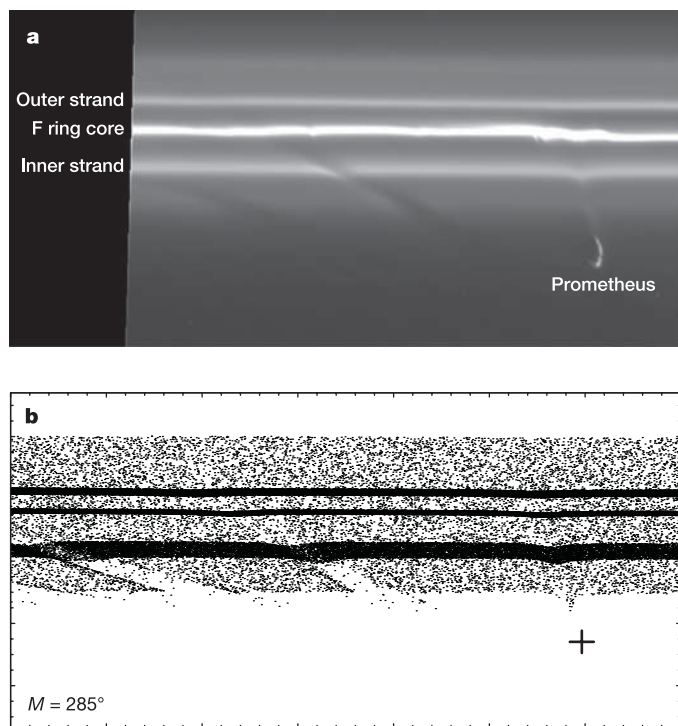 a
Outer strand
F ring core
Inner strand
Prometheus
b
M = 285°